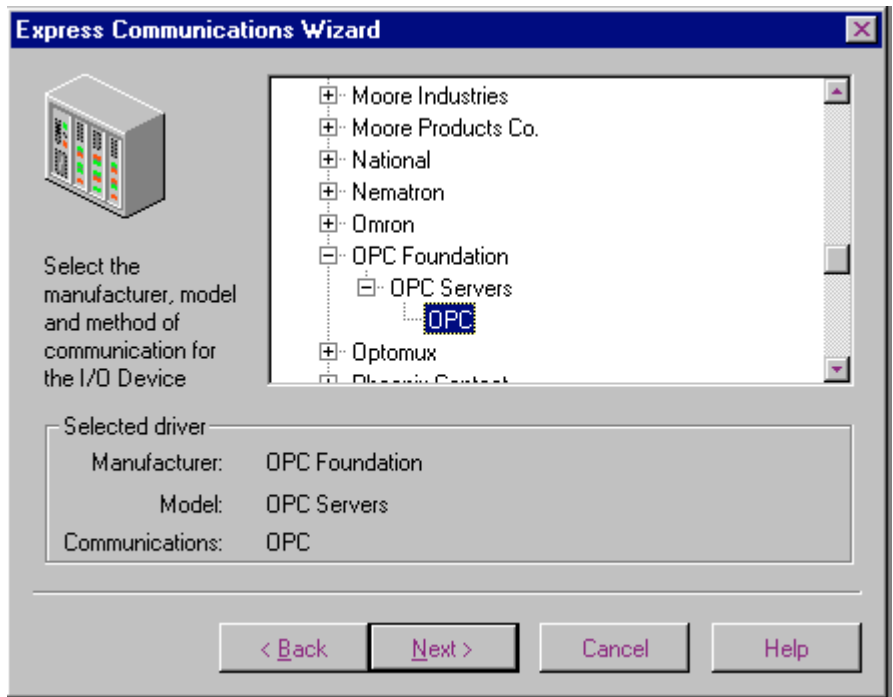 Express Communications Wizard
Moore Industries
Moore Products Co.
National
Nematron
Omron
OPC Foundation
OPC Servers
OPC
Optomux
Phoenix Contact
Select the
manufacturer, model
and method of
communication for
the I/O Device
Selected driver
Manufacturer: OPC Foundation
Model: OPC Servers
Communications: OPC
< Back
Next >
Cancel
Help